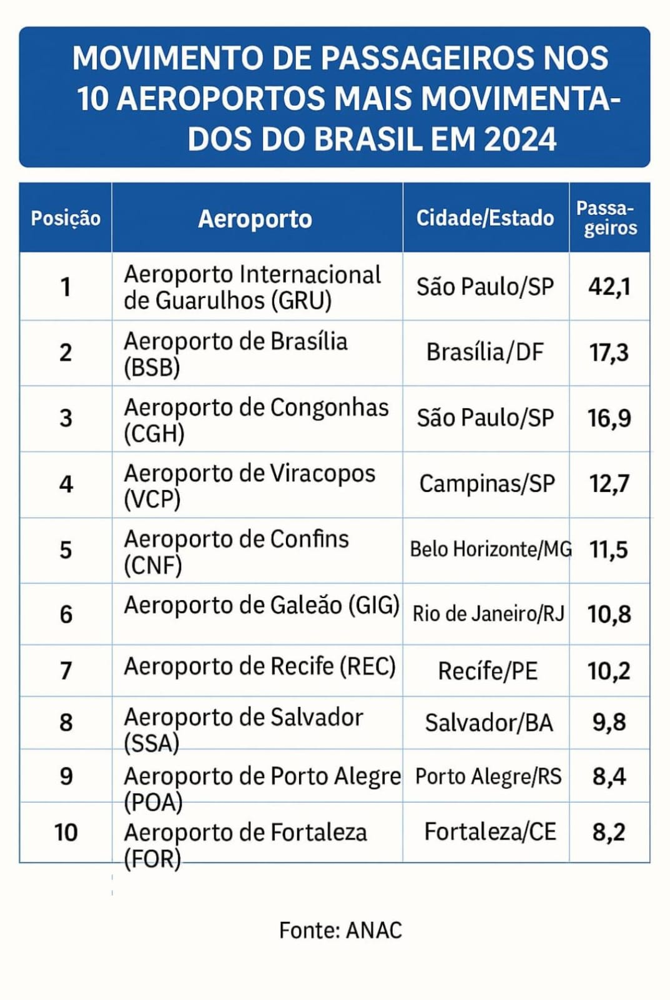 MOVIMENTO DE PASSAGEIROS NOS
10 AEROPORTOS MAIS MOVIMENTA-
DOS DO BRASIL EM 2024
Posição Aeroporto Cidade/Estado Passa-
geiros
1 Aeroporto Internacional
de Guarulhos (GRU) São Paulo/SP 42,1
2 Aeroporto de Brasília
(BSB) Brasília/DF 17,3
3 Aeroporto de Congonhas
(CGH) São Paulo/SP 16,9
4 Aeroporto de Viracopos
(VCP) Campinas/SP 12,7
5 Aeroporto de Confins
(CNF) Belo Horizonte/MG 11,5
6 Aeroporto de Galeão (GIG) Rio de Janeiro/RJ 10,8
7 Aeroporto de Recife (REC) Recífe/PE 10,2
8 Aeroporto de Salvador
(SSA) Salvador/BA 9,8
9 Aeroporto de Porto Alegre
(POA) Porto Alegre/RS 8,4
10 Aeroporto de Fortaleza
(FOR) Fortaleza/CE 8,2
Fonte: ANAC